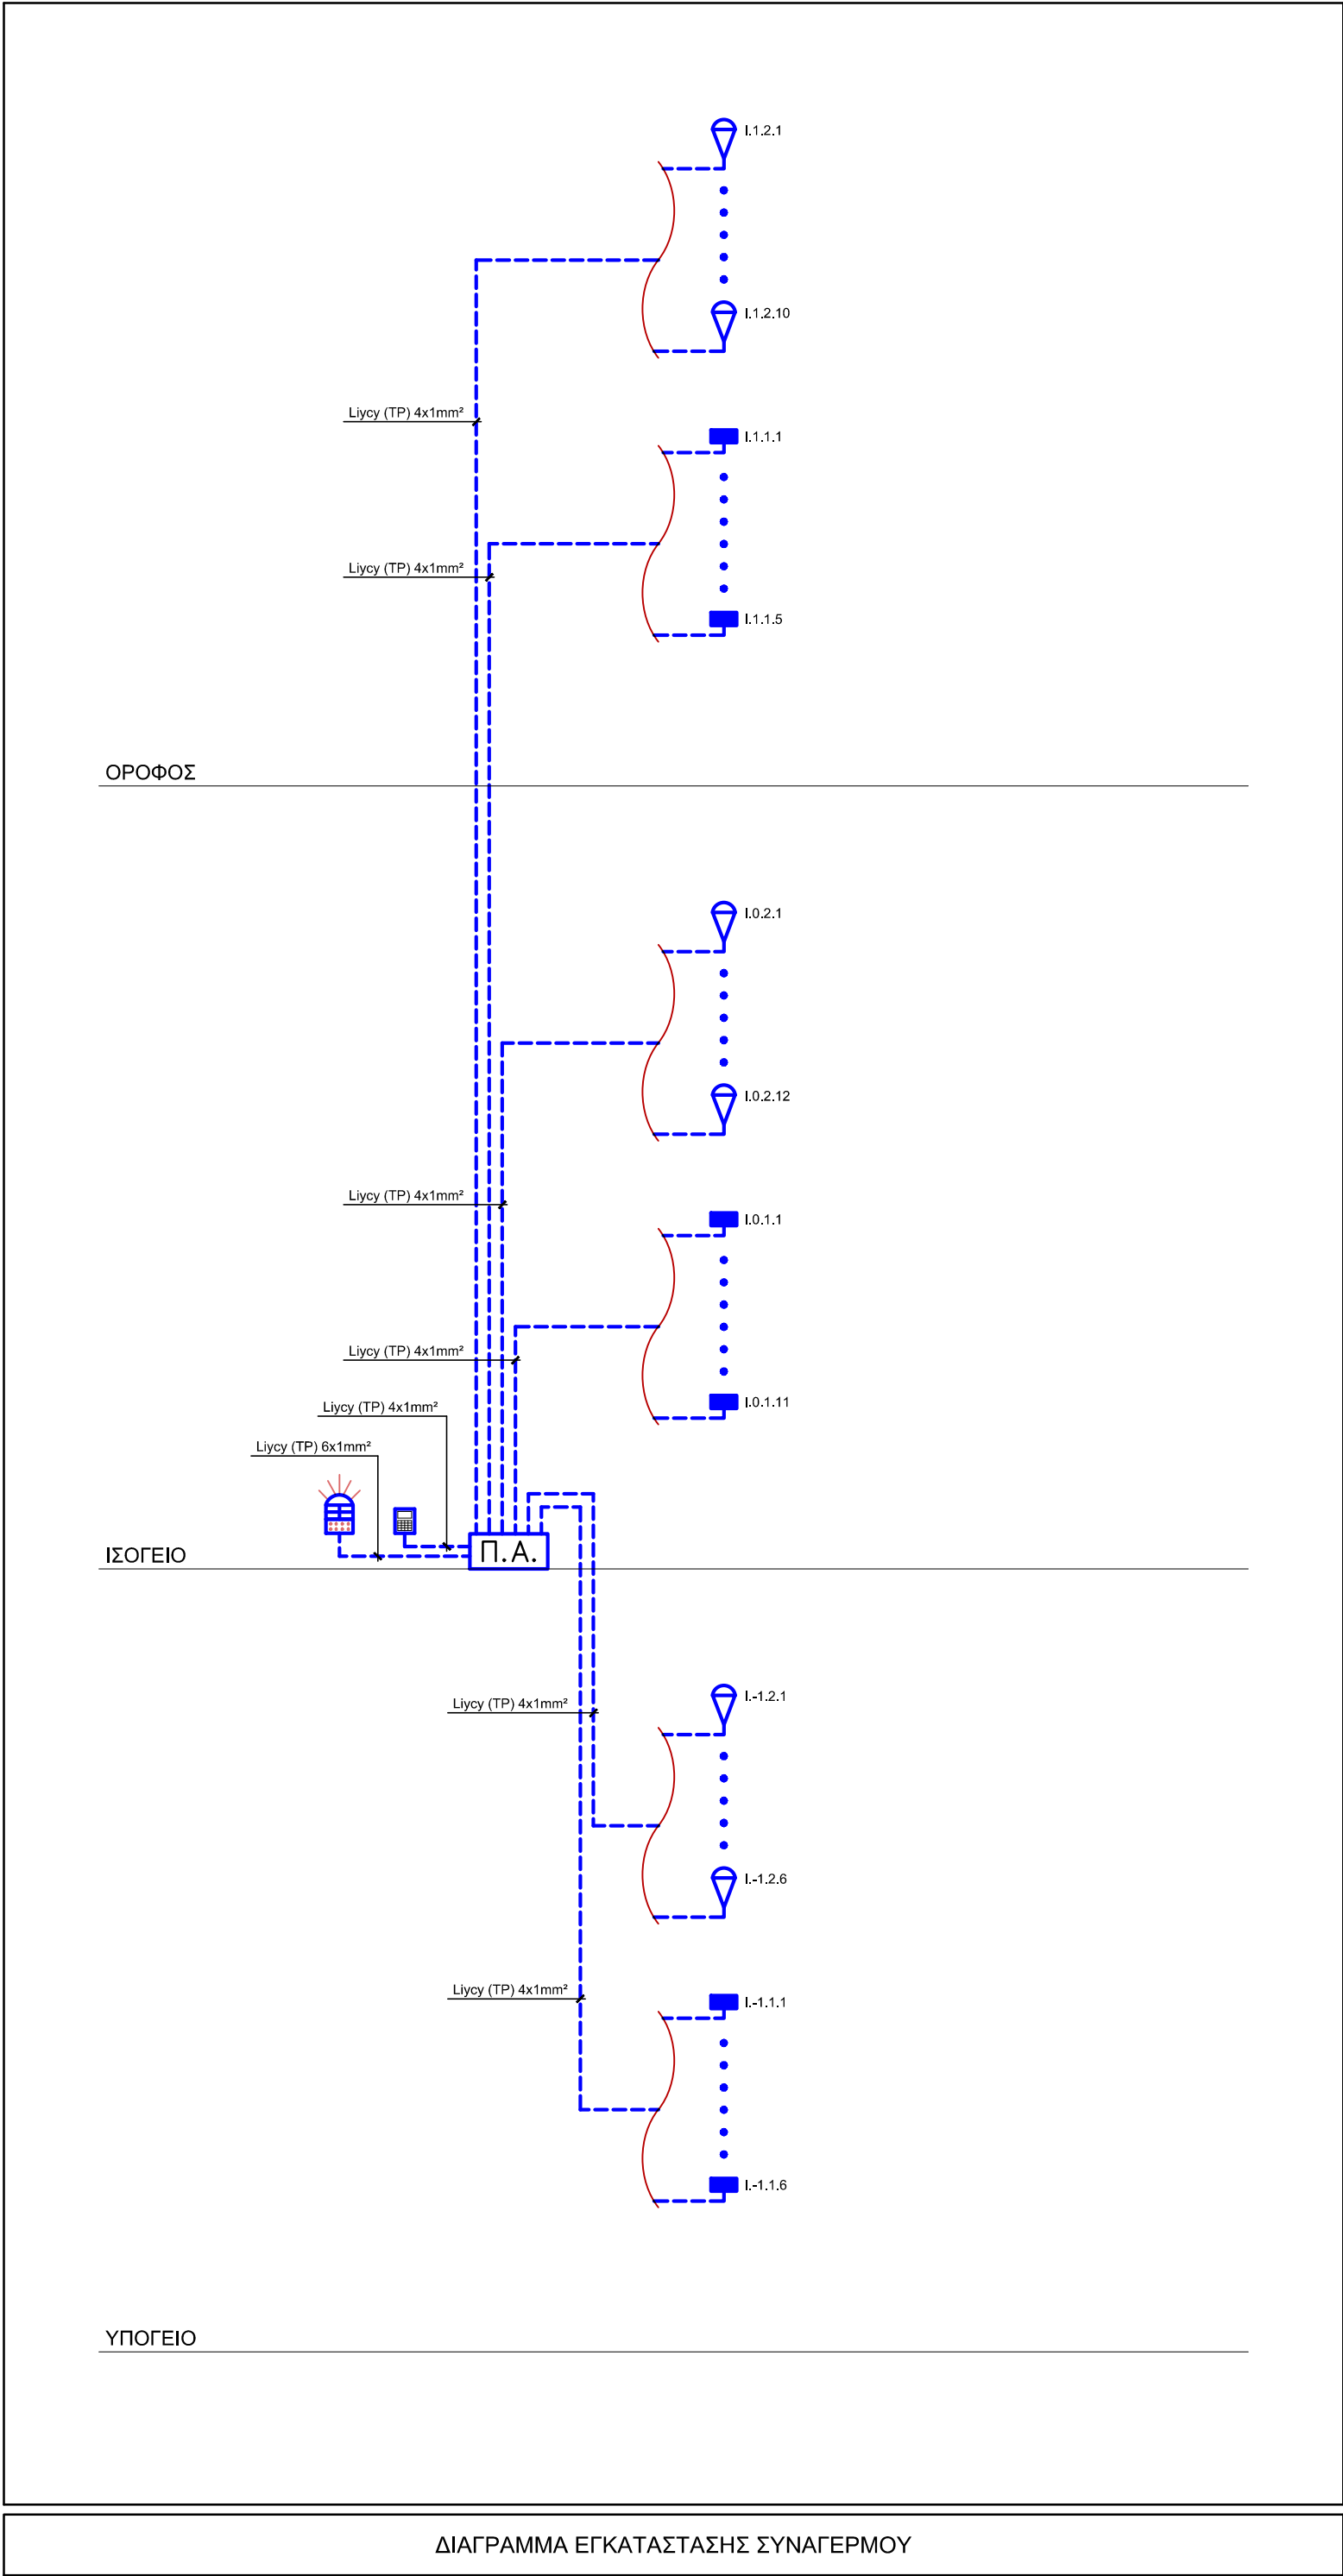 I.1.2.1
I.1.2.10
Liycy (TP) 4x1mm²
I.1.1.1
Liycy (TP) 4x1mm²
I.1.1.5
ΟΡΟΦΟΣ
I.0.2.1
I.0.2.12
Liycy (TP) 4x1mm²
I.0.1.1
Liycy (TP) 4x1mm²
I.0.1.11
Liycy (TP) 4x1mm²
Liycy (TP) 6x1mm²
Π.Α.
ΙΣΟΓΕΙΟ
I.-1.2.1
Liycy (TP) 4x1mm²
I.-1.2.6
Liycy (TP) 4x1mm²
I.-1.1.1
I.-1.1.6
ΥΠΟΓΕΙΟ
ΔΙΑΓΡΑΜΜΑ ΕΓΚΑΤΑΣΤΑΣΗΣ ΣΥΝΑΓΕΡΜΟΥ